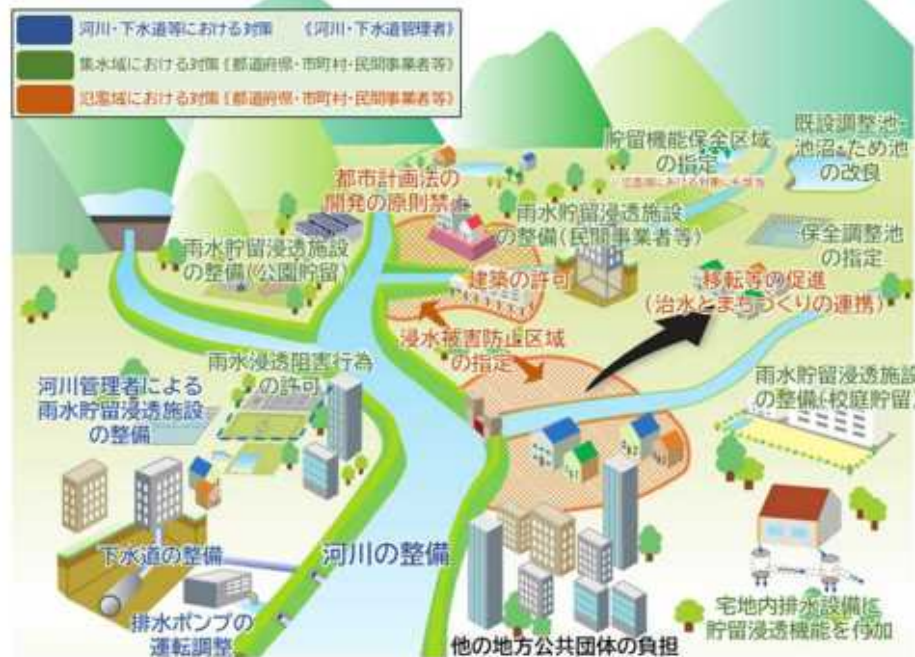 河川・下水道等における対策 《河川・下水道管理者》
集水域における対策《都道府県・市町村・民間事業者等》
氾濫域における対策《都道府県・市町村・民間事業者等》
貯留機能保全区域
の指定
既設調整池・
池沼・ため池
の改良
都市計画法の
開発の原則禁止
雨水貯留浸透施設
の整備(民間事業者等)
保全調整池
の指定
雨水貯留浸透施設
の整備(公園貯留)
建築の許可
移転等の促進
(治水とまちづくりの連携)
浸水被害防止区域
の指定
雨水浸透阻害行為
の許可
河川管理者による
雨水貯留浸透施設
の整備
雨水貯留浸透施設
の整備(校庭貯留)
下水道の整備
河川の整備
排水ポンプの
運転調整
他の地方公共団体の負担
宅地内排水設備に
貯留浸透機能を付加